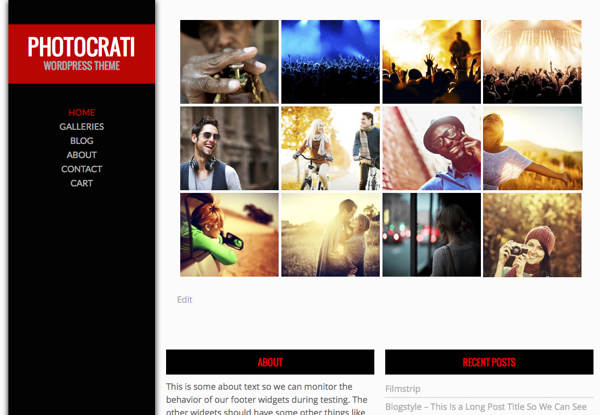 PHOTOCRATI
WORDPRESS THEME
HOME
GALLERIES
BLOG
ABOUT
CONTACT
CART
Edit
ABOUT
This is some about text so we can monitor the
behavior of our footer widgets during testing. The
other widgets should have some other things like
RECENT POSTS
Filmstrip
Blogstyle – This Is a Long Post Title So We Can See